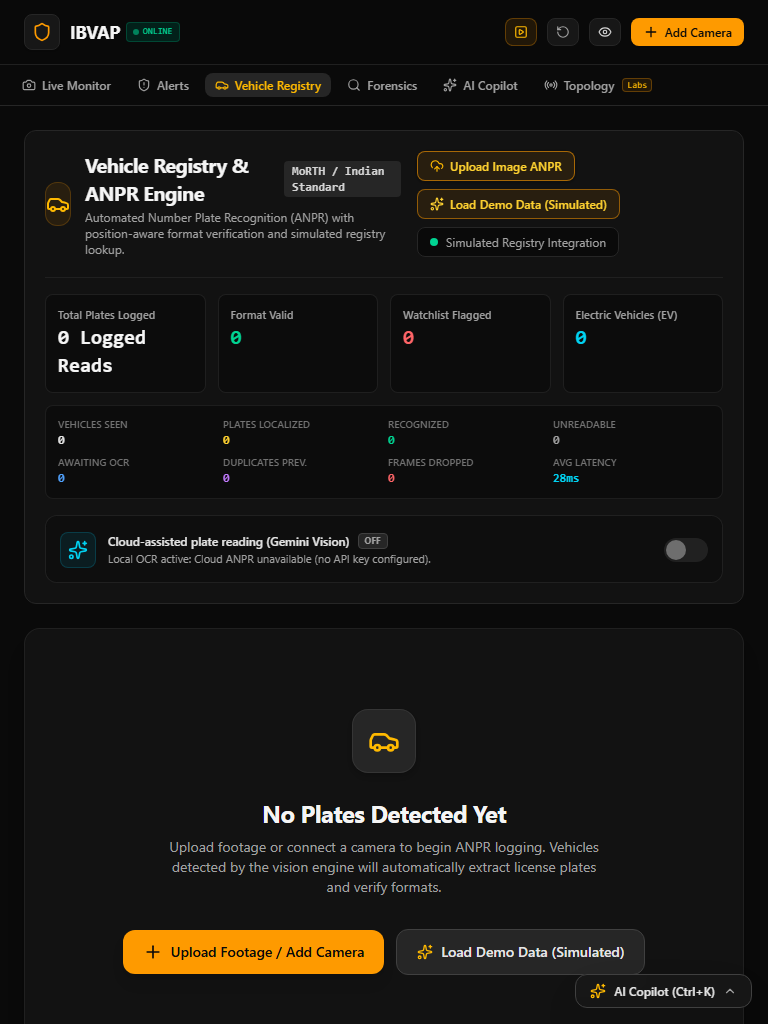 IBVAP
ONLINE
Add Camera
Live Monitor
Alerts
Vehicle Registry
Forensics
AI Copilot
Topology
Labs
Vehicle Registry &
ANPR Engine
MoRTH / Indian
Standard
Automated Number Plate Recognition (ANPR) with
position-aware format verification and simulated registry
lookup.
Upload Image ANPR
Load Demo Data (Simulated)
Simulated Registry Integration
Total Plates Logged
0 Logged
Reads
Format Valid
0
Watchlist Flagged
0
Electric Vehicles (EV)
0
VEHICLES SEEN
0
PLATES LOCALIZED
0
RECOGNIZED
0
UNREADABLE
0
AWAITING OCR
0
DUPLICATES PREV.
0
FRAMES DROPPED
0
AVG LATENCY
28ms
Cloud-assisted plate reading (Gemini Vision)
OFF
Local OCR active: Cloud ANPR unavailable (no API key configured).
No Plates Detected Yet
Upload footage or connect a camera to begin ANPR logging. Vehicles
detected by the vision engine will automatically extract license plates
and verify formats.
Upload Footage / Add Camera
Load Demo Data (Simulated)
AI Copilot (Ctrl+K)